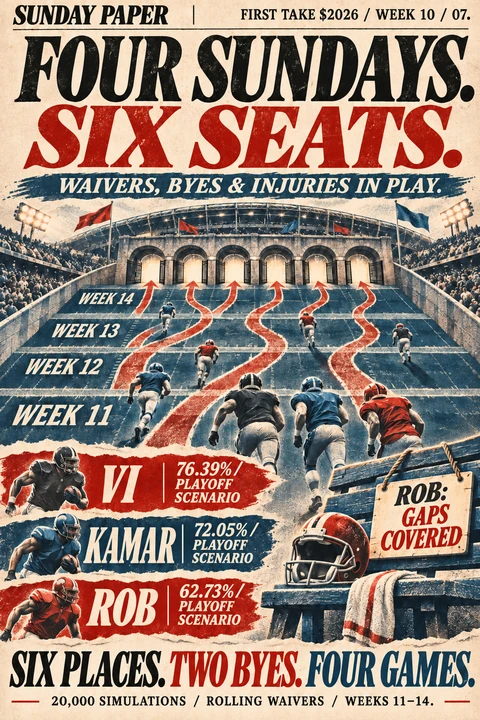 SUNDAY PAPER | FIRST TAKE $2026 / WEEK 10 / 07.
FOUR SUNDAYS.
SIX SEATS.
WAIVERS, BYES & INJURIES IN PLAY.
WEEK 14
WEEK 13
WEEK 12
WEEK 11
VI | 76.39% /
PLAYOFF
SCENARIO
KAMAR | 72.05% /
PLAYOFF
SCENARIO
ROB | 62.73% /
PLAYOFF
SCENARIO
ROB:
GAPS
COVERED
SIX PLACES. TWO BYES. FOUR GAMES.
20,000 SIMULATIONS / ROLLING WAIVERS / WEEKS 11–14.